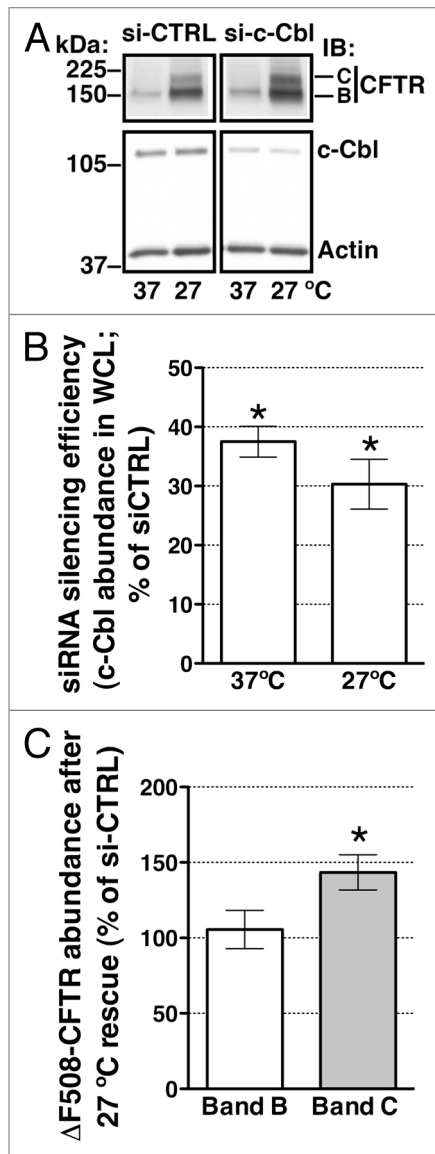 A
si-CTRL si-c-Cbl
kDa: IB:
225
150
C
B
CFTR
105
c-Cbl
Actin
37
37 27 37 27 ºC
B
siRNA silencing efficiency
(c-Cbl abundance in WCL;
% of siCTRL)
50
40
30
20
10
0
* *
37ºC 27ºC
C
ΔF508-CFTR abundance after
27 ºC rescue (% of si-CTRL)
200
150
100
50
0
*
Band B Band C